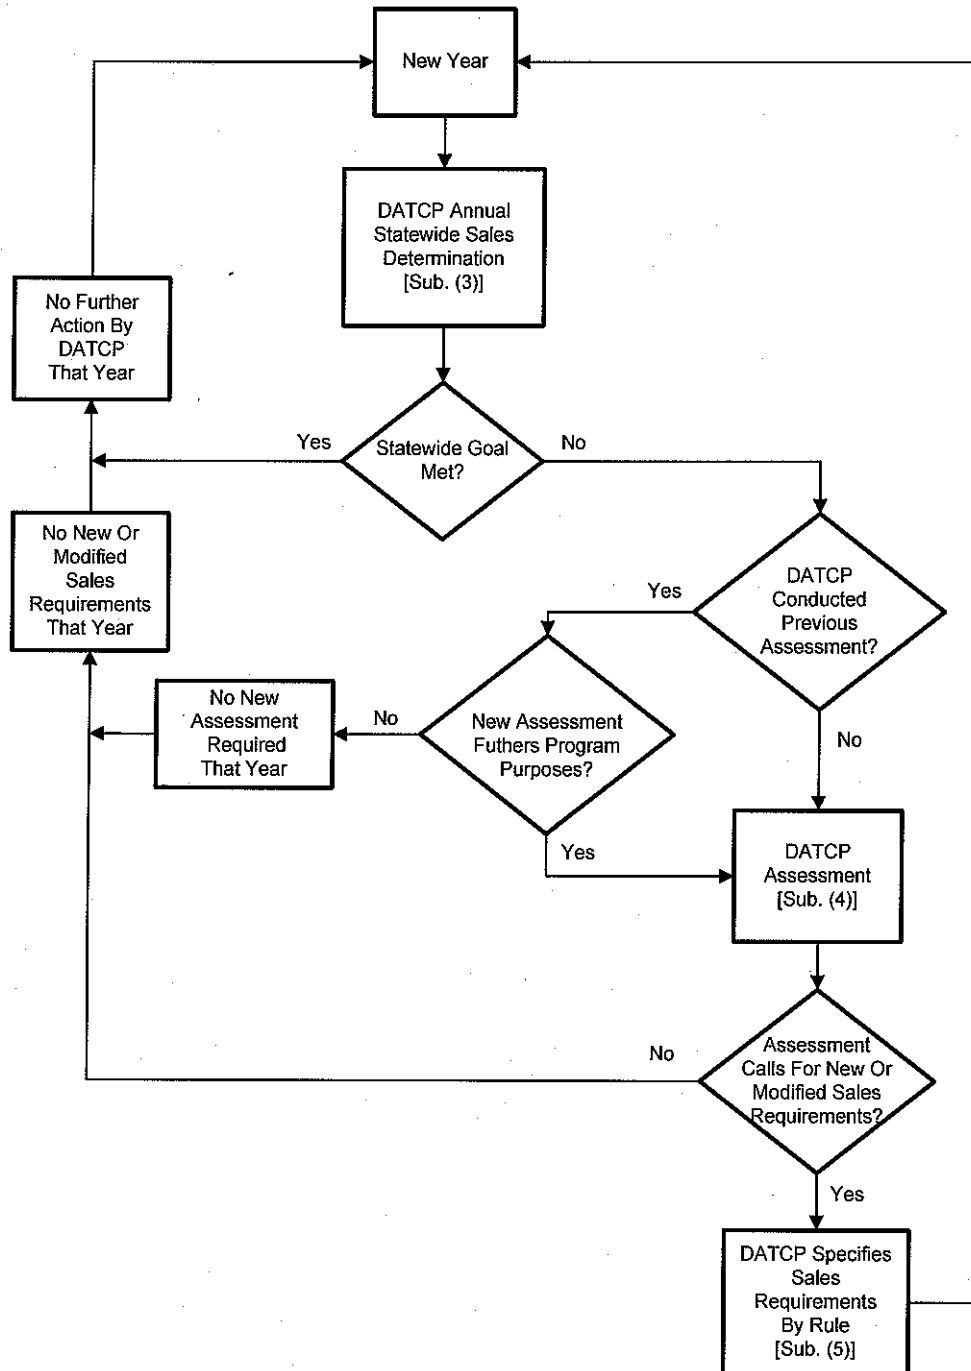 New Year
DATCP Annual
Statewide Sales
Determination
[Sub. (3)]
No Further
Action By
DATCP
That Year
Yes
Statewide Goal
Met?
No
No New Or
Modified
Sales
Requirements
That Year
Yes
DATCP
Conducted
Previous
Assessment?
No New
Assessment
Required
That Year
No
New Assessment
Futhers Program
Purposes?
No
Yes
DATCP
Assessment
[Sub. (4)]
No
Assessment
Calls For New Or
Modified Sales
Requirements?
Yes
DATCP Specifies
Sales
Requirements
By Rule
[Sub. (5)]